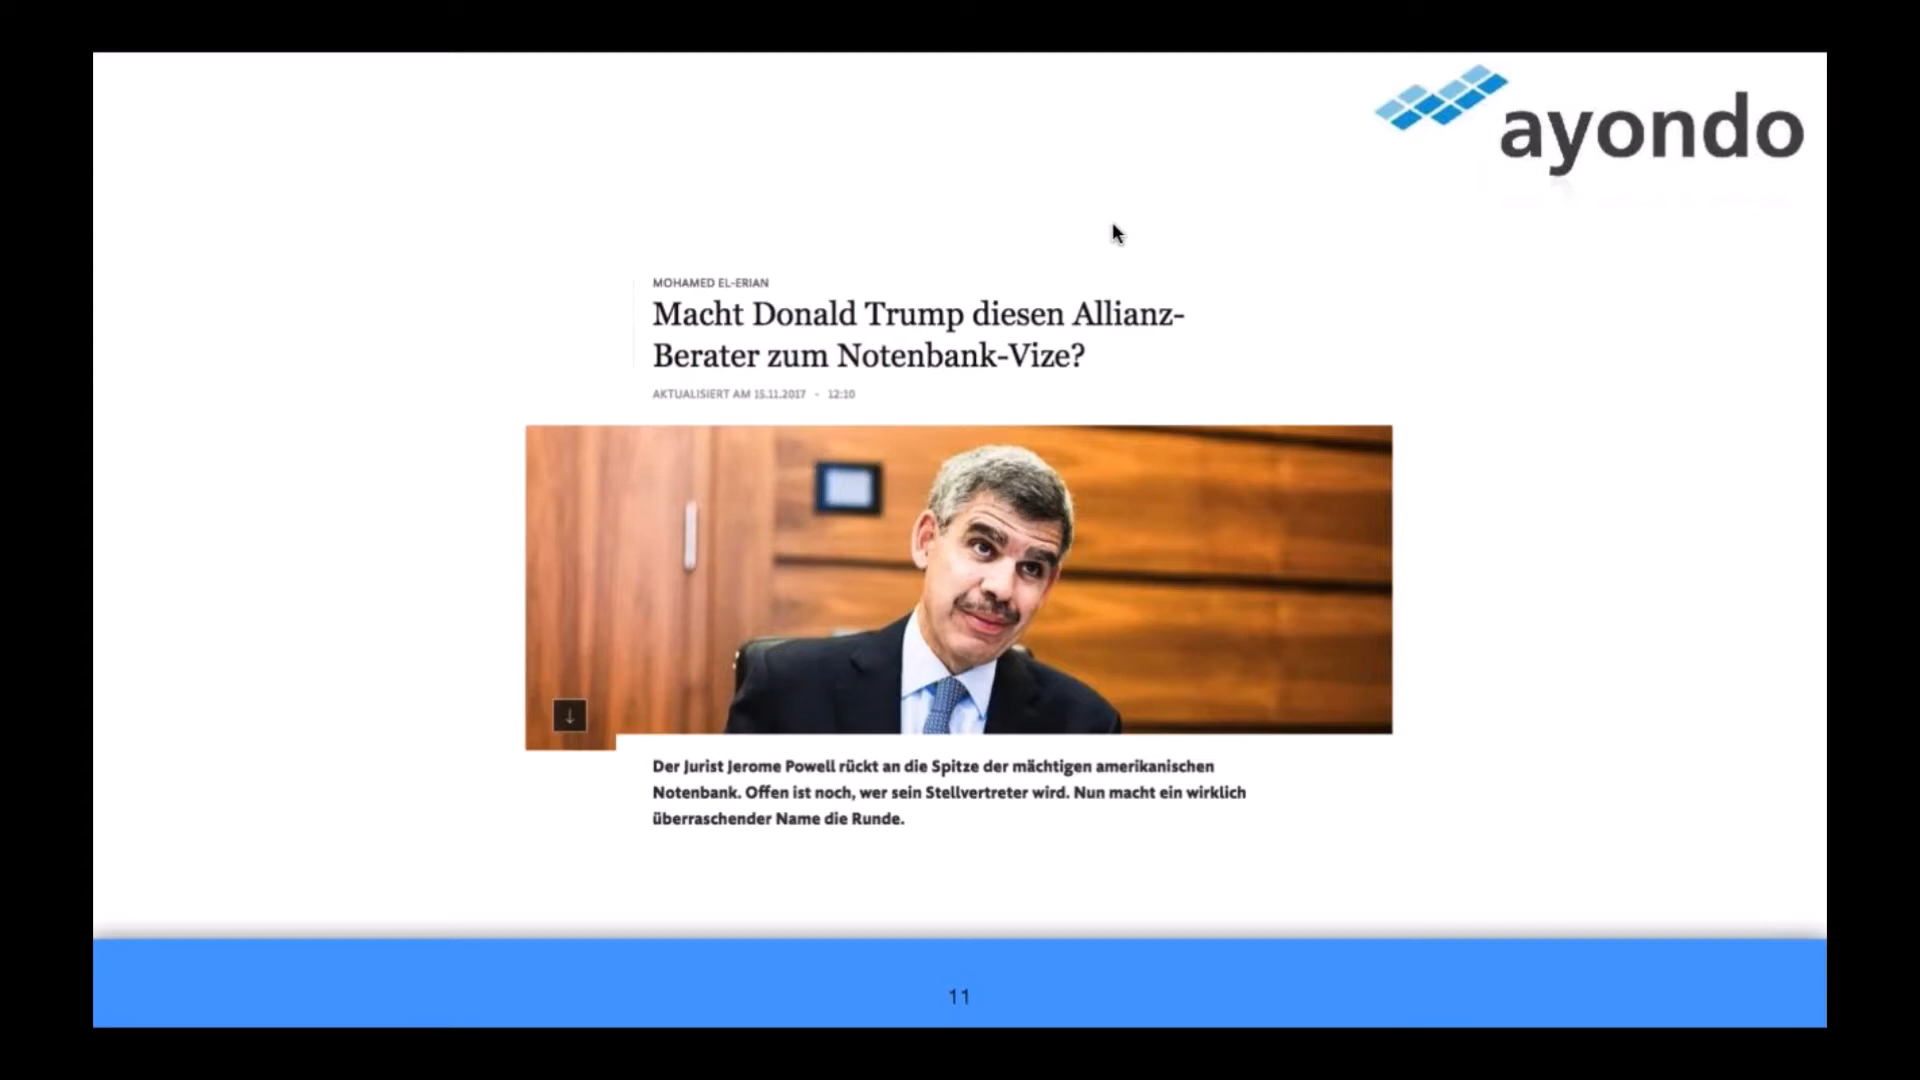 ayondo
MOHAMED EL-ERIAN
Macht Donald Trump diesen Allianz-
Berater zum Notenbank-Vize?
AKTUALISIERT AM 15.11.2017 - 12:10
Der Jurist Jerome Powell rückt an die Spitze der mächtigen amerikanischen
Notenbank. Offen ist noch, wer sein Stellvertreter wird. Nun macht ein wirklich
überraschender Name die Runde.
11